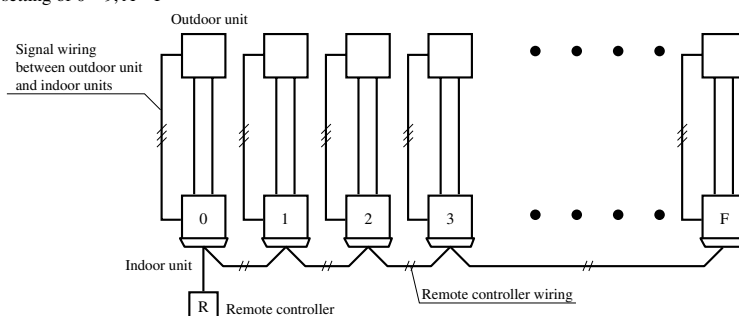 Outdoor unit
Signal wiring
between outdoor unit
and indoor units
0 1 2 3 F
Indoor unit
Remote controller wiring
R Remote controller